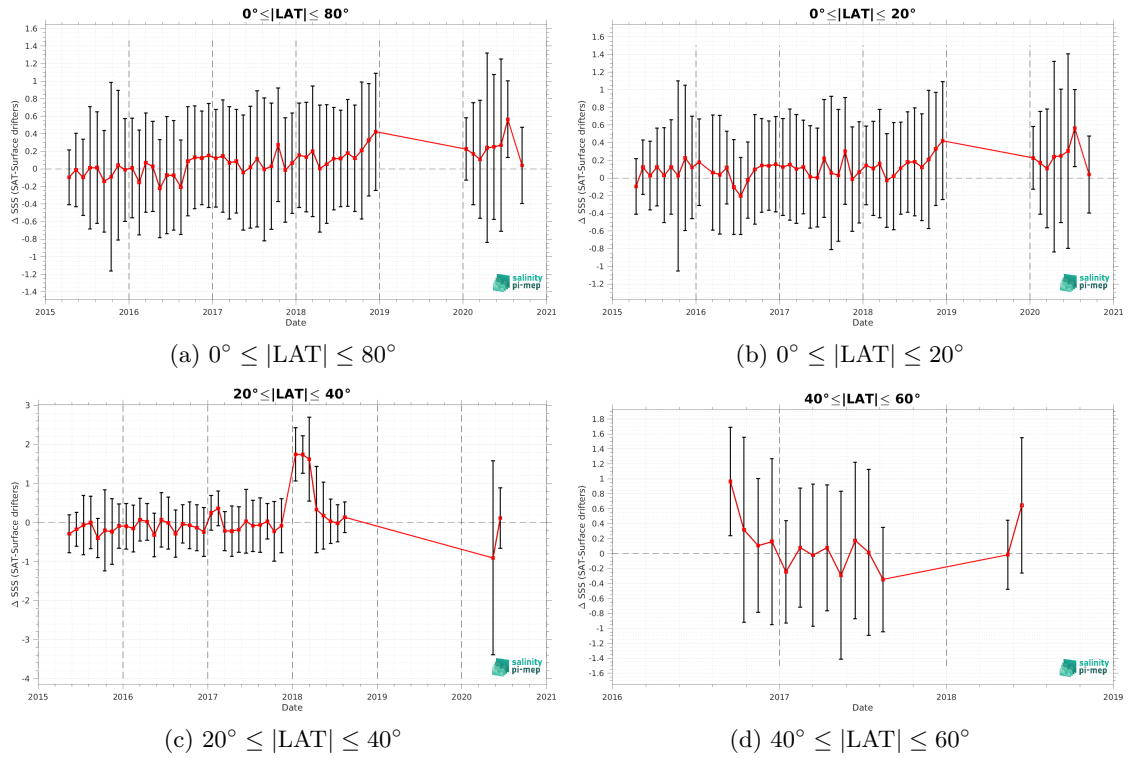 0°≤|LAT|≤ 80°
Δ SSS (SAT-Surface drifters)
1.6
1.4
1.2
1
0.8
0.6
0.4
0.2
0
-0.2
-0.4
-0.6
-0.8
-1
-1.2
-1.4
2015 2016 2017 2018 2019 2020 2021
Date
salinity
pi-mep
(a) 0° ≤ |LAT| ≤ 80°
0°≤|LAT|≤ 20°
Δ SSS (SAT-Surface drifters)
1.6
1.4
1.2
1
0.8
0.6
0.4
0.2
0
-0.2
-0.4
-0.6
-0.8
-1
-1.2
2015 2016 2017 2018 2019 2020 2021
Date
salinity
pi-mep
(b) 0° ≤ |LAT| ≤ 20°
20°≤|LAT|≤ 40°
Δ SSS (SAT-Surface drifters)
3
2
1
0
-1
-2
-3
-4
2015 2016 2017 2018 2019 2020 2021
Date
salinity
pi-mep
(c) 20° ≤ |LAT| ≤ 40°
40°≤|LAT|≤ 60°
Δ SSS (SAT-Surface drifters)
1.8
1.6
1.4
1.2
1
0.8
0.6
0.4
0.2
0
-0.2
-0.4
-0.6
-0.8
-1
-1.2
-1.4
-1.6
2016 2017 2018 2019
Date
salinity
pi-mep
(d) 40° ≤ |LAT| ≤ 60°